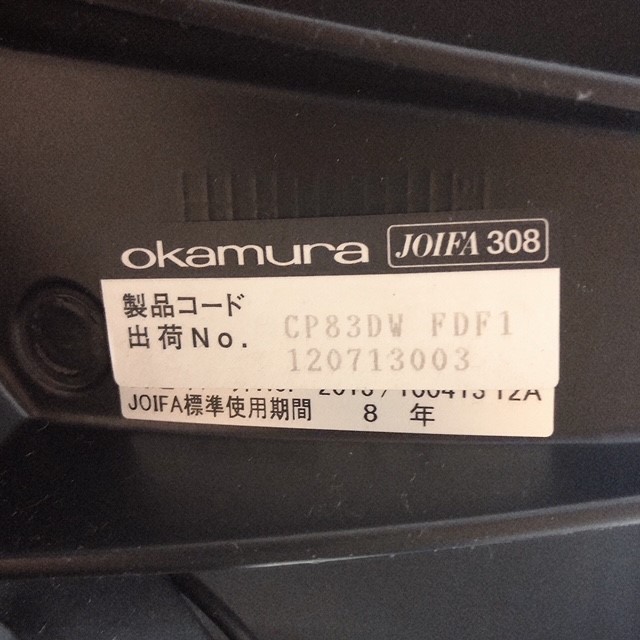 okamura JOIFA 308
製品コード CP83DW FDF1
出荷No. 120713003
12A
JOIFA標準使用期間 8 年